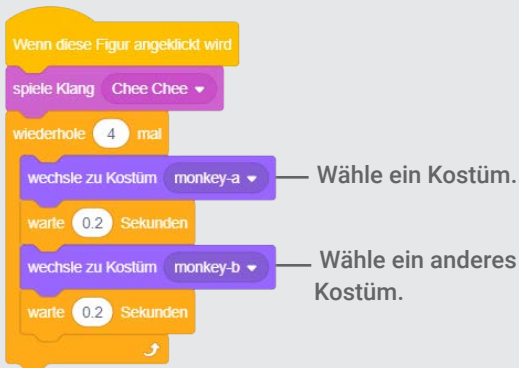 Wenn diese Figur angeklickt wird
spiele Klang Chee Chee
wiederhole 4 mal
wechsle zu Kostüm monkey-a
Wähle ein Kostüm.
warte 0.2 Sekunden
wechsle zu Kostüm monkey-b
Wähle ein anderes
Kostüm.
warte 0.2 Sekunden